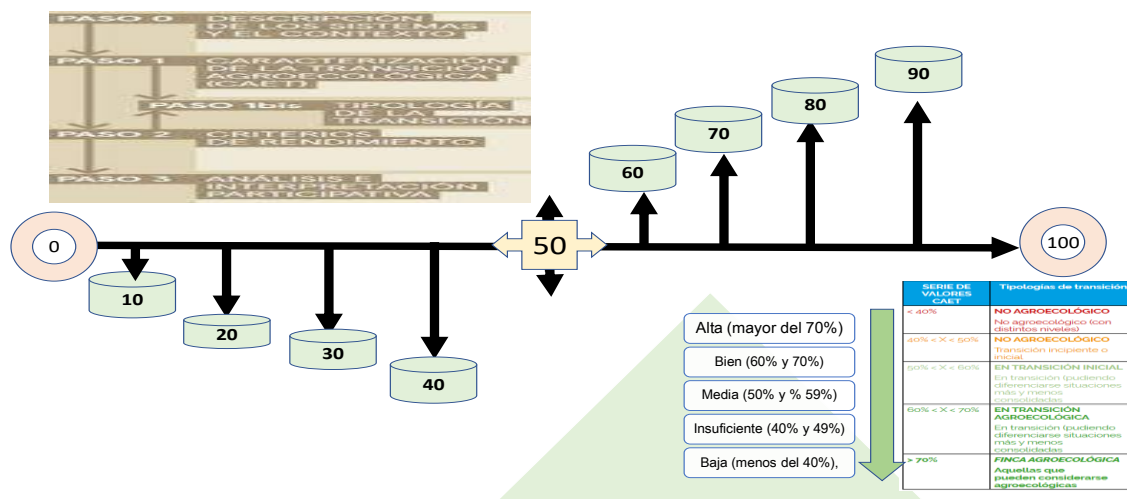 PASO 0 DESCRIPCIÓN
DE LOS SISTEMAS
Y EL CONTEXTO
PASO 1 CARACTERIZACIÓN
DE LA TRANSICIÓN
AGROECOLÓGICA
(CAET)
PASO 1bis TIPOLOGÍA
DE LA
TRANSICIÓN
PASO 2 CRITERIOS
DE RENDIMIENTO
PASO 3 ANÁLISIS E
INTERPRETACIÓN
PARTICIPATIVA
90
80
70
60
0
50
100
10
20
30
40
Alta (mayor del 70%)
Bien (60% y 70%)
Media (50% y % 59%)
Insuficiente (40% y 49%)
Baja (menos del 40%),
SERIE DE
VALORES
CAET
Tipologías de transición
< 40%
NO AGROECOLÓGICO
No agroecológico (con
distintos niveles)
40% < X < 50%
NO AGROECOLÓGICO
Transición incipiente o
inicial
50% < X < 60%
EN TRANSICIÓN INICIAL
En transición (pudiendo
diferenciarse situaciones
más y menos
consolidadas
60% < X < 70%
EN TRANSICIÓN
AGROECOLÓGICA
En transición (pudiendo
diferenciarse situaciones
más y menos
consolidadas
> 70%
FINCA AGROECOLÓGICA
Aquellas que
pueden considerarse
agroecológicas